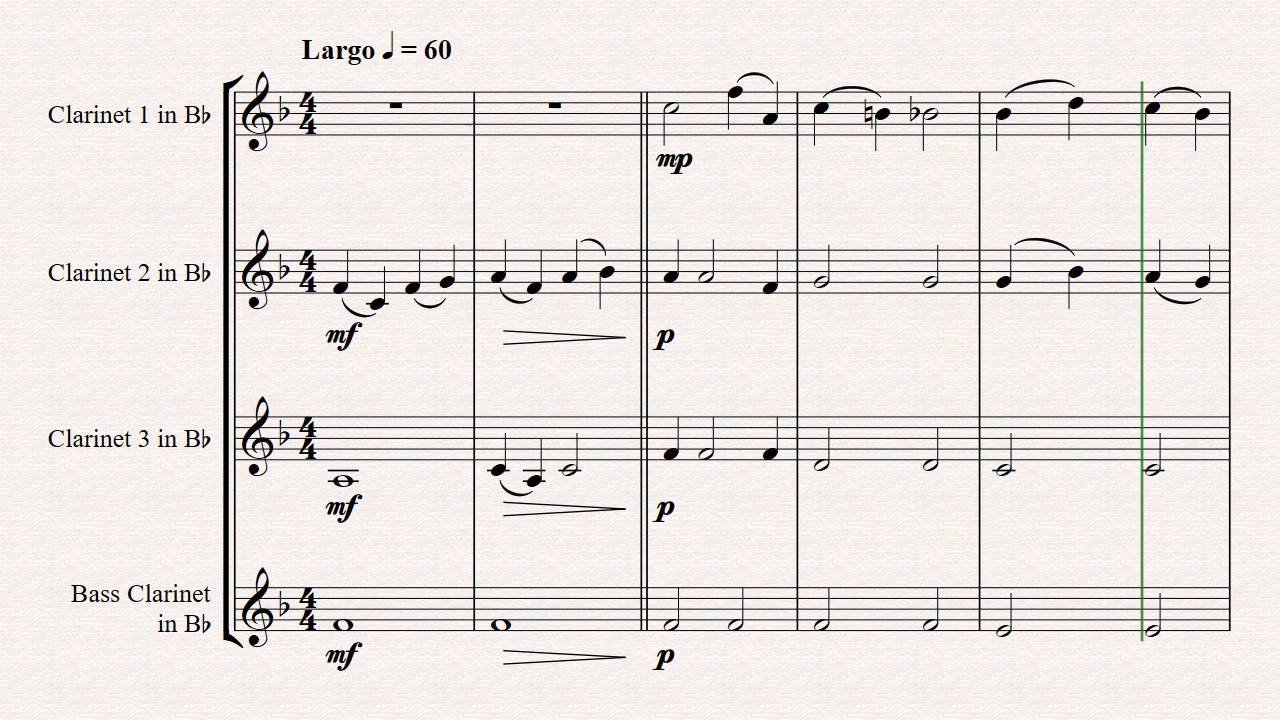 Largo ♩ = 60
Clarinet 1 in B♭
mp
Clarinet 2 in B♭
mf
p
Clarinet 3 in B♭
mf
p
Bass Clarinet
in B♭
mf
p